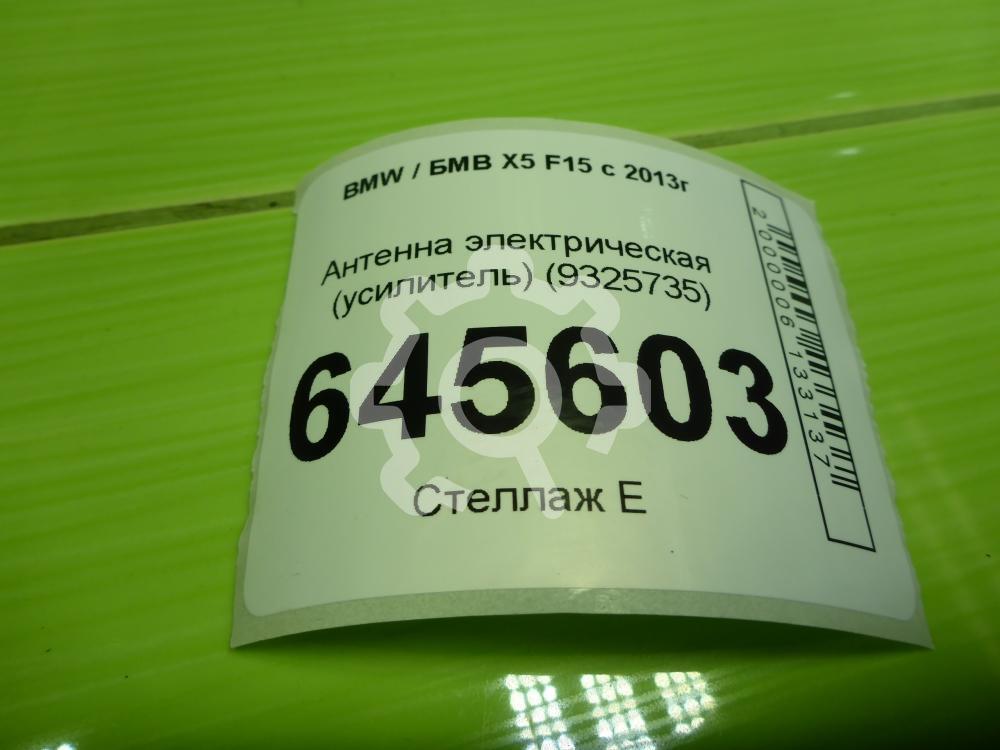 BMW / БМВ X5 F15 с 2013г
Антенна электрическая
(усилитель) (9325735)
645603
Стеллаж Е
2000006133137